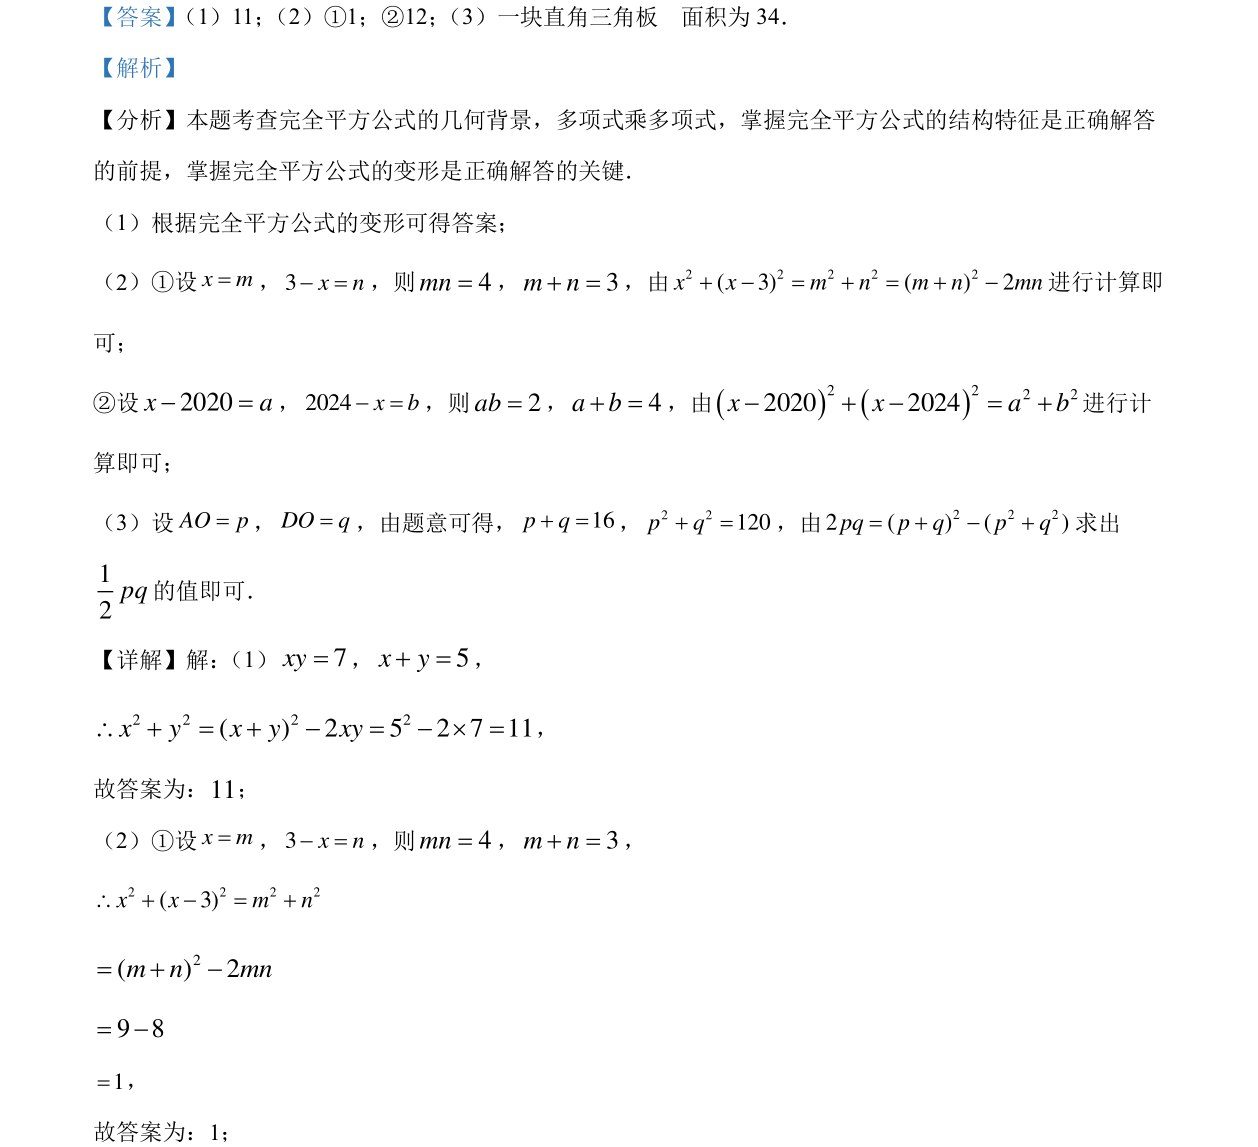 【答案】（1）11；（2）①1；②12；（3）一块直角三角板 面积为 34．
【解析】
【分析】本题考查完全平方公式的几何背景，多项式乘多项式，掌握完全平方公式的结构特征是正确解答
的前提，掌握完全平方公式的变形是正确解答的关键．
（1）根据完全平方公式的变形可得答案；
（2）①设 x = m，3 − x = n，则 mn = 4，m + n = 3，由 x² + (x − 3)² = m² + n² = (m + n)² − 2mn 进行计算即
可；
②设 x − 2020 = a，2024 − x = b，则 ab = 2，a + b = 4，由 (x − 2020)² + (x − 2024)² = a² + b² 进行计
算即可；
（3）设 AO = p，DO = q，由题意可得，p + q = 16，p² + q² = 120，由 2pq = (p + q)² − (p² + q²) 求出
1/2 pq 的值即可．
【详解】解：（1）xy = 7，x + y = 5，
∴ x² + y² = (x + y)² − 2xy = 5² − 2 × 7 = 11，
故答案为：11；
（2）①设 x = m，3 − x = n，则 mn = 4，m + n = 3，
∴ x² + (x − 3)² = m² + n²
= (m + n)² − 2mn
= 9 − 8
= 1，
故答案为：1；